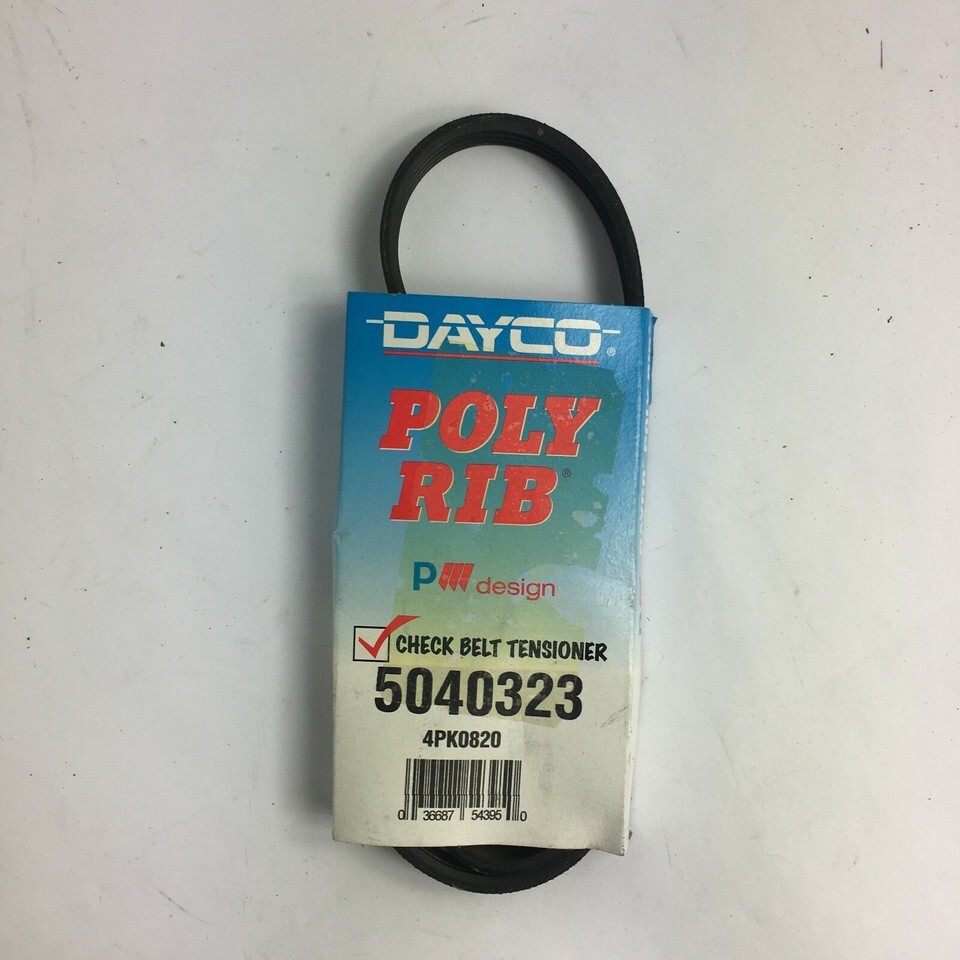 DAYCO®
POLY
RIB®
P design
CHECK BELT TENSIONER
5040323
4PK0820
0 36687 54395 0